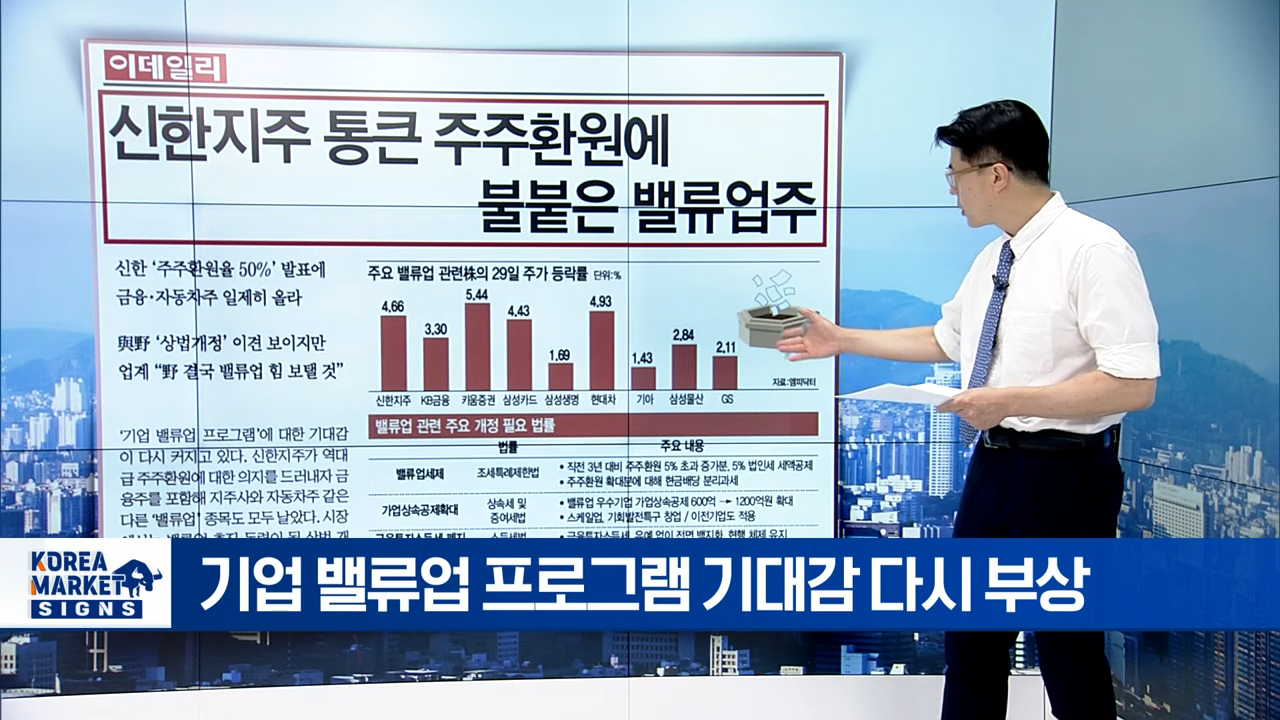 이데일리
신한지주 통큰 주주환원에
불붙은 밸류업주
신한 ‘주주환원율 50%’ 발표에
금융·자동차주 일제히 올라
與野 ‘상법개정’ 이견 보이지만
업계 “野 결국 밸류업 힘 보탤 것”
‘기업 밸류업 프로그램’에 대한 기대감
이 다시 커지고 있다. 신한지주가 역대
급 주주환원에 대한 의지를 드러내자 금
융주를 포함해 지주사와 자동차주 같은
다른 ‘밸류업’ 종목도 모두 날았다. 시장
주요 밸류업 관련株의 29일 주가 등락률 단위:%
4.66 3.30 5.44 4.43 1.69 4.93 1.43 2.84 2.11
신한지주 KB금융 키움증권 삼성카드 삼성생명 현대차 기아 삼성물산 GS
자료:엠피닥터
밸류업 관련 주요 개정 필요 법률
법률 주요 내용
밸류업세제 조세특례제한법 • 직전 3년 대비 주주환원 5% 초과 증가분, 5% 법인세 세액공제
• 주주환원 확대분에 대해 현금배당 분리과세
가업상속공제확대 상속세 및 증여세법 • 밸류업 우수기업 가업상속공제 600억 → 1200억원 확대
• 스케일업, 기회발전특구 창업 / 이전기업도 적용
KOREA
MARKET
SIGNS
기업 밸류업 프로그램 기대감 다시 부상